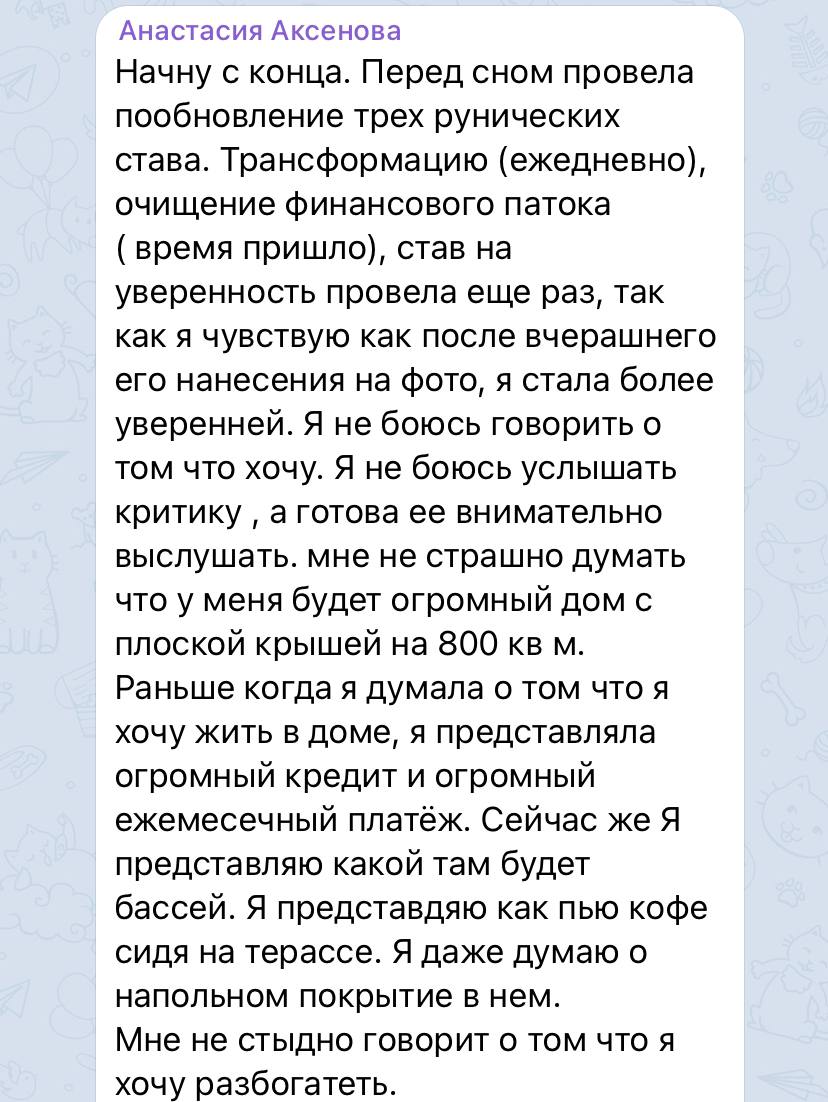 Анастасия Аксенова
Начну с конца. Перед сном провела
пообновление трех рунических
става. Трансформацию (ежедневно),
очищение финансового патока
( время пришло), став на
уверенность провела еще раз, так
как я чувствую как после вчерашнего
его нанесения на фото, я стала более
уверенней. Я не боюсь говорить о
том что хочу. Я не боюсь услышать
критику , а готова ее внимательно
выслушать. мне не страшно думать
что у меня будет огромный дом с
плоской крышей на 800 кв м.
Раньше когда я думала о том что я
хочу жить в доме, я представляла
огромный кредит и огромный
ежемесечный платёж. Сейчас же Я
представляю какой там будет
бассей. Я представдяю как пью кофе
сидя на терассе. Я даже думаю о
напольном покрытие в нем.
Мне не стыдно говорит о том что я
хочу разбогатеть.